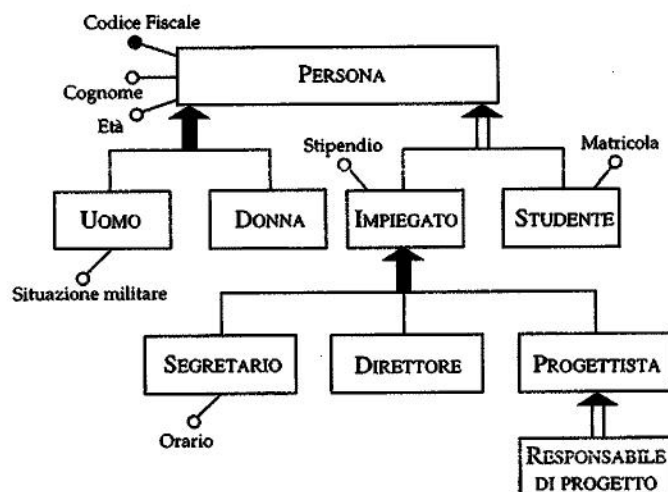 Codice Fiscale
PERSONA
Cognome
Età
Stipendio
Matricola
UOMO
DONNA
IMPIEGATO
STUDENTE
Situazione militare
SEGRETARIO
DIRETTORE
PROGETTISTA
Orario
RESPONSABILE
DI PROGETTO